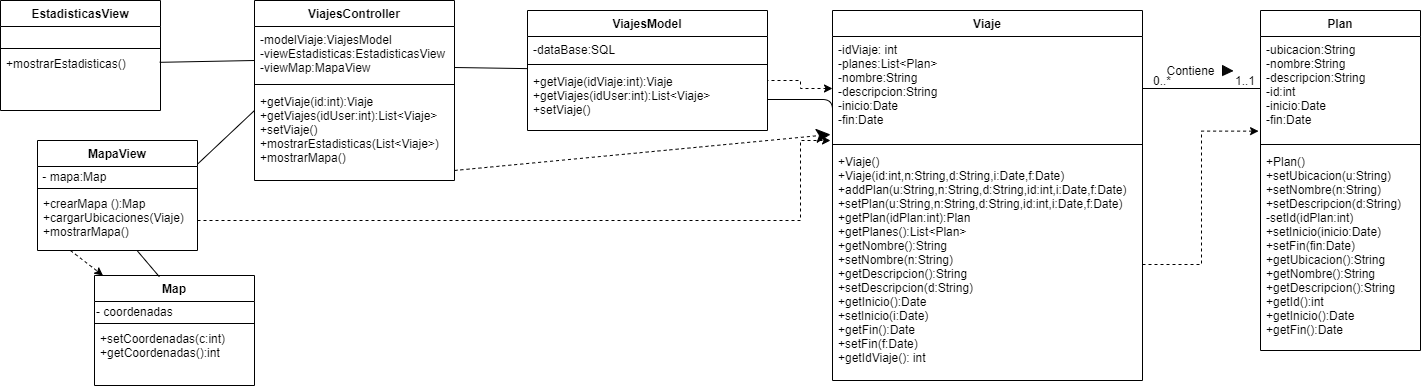 EstadisticasView
+mostrarEstadisticas()
ViajesController
-modelViaje:ViajesModel
-viewEstadisticas:EstadisticasView
-viewMap:MapaView
+getViaje(id:int):Viaje
+getViajes(idUser:int):List<Viaje>
+setViaje()
+mostrarEstadisticas(List<Viaje>)
+mostrarMapa()
ViajesModel
-dataBase:SQL
+getViaje(idViaje:int):Viaje
+getViajes(idUser:int):List<Viaje>
+setViaje()
Viaje
-idViaje: int
-planes:List<Plan>
-nombre:String
-descripcion:String
-inicio:Date
-fin:Date
+Viaje()
+Viaje(id:int,n:String,d:String,i:Date,f:Date)
+addPlan(u:String,n:String,d:String,id:int,i:Date,f:Date)
+setPlan(u:String,n:String,d:String,id:int,i:Date,f:Date)
+getPlan(idPlan:int):Plan
+getPlanes():List<Plan>
+getNombre():String
+setNombre(n:String)
+getDescripcion():String
+setDescripcion(d:String)
+getInicio():Date
+setInicio(i:Date)
+getFin():Date
+setFin(f:Date)
+getIdViaje(): int
Contiene
0..*
1..1
Plan
-ubicacion:String
-nombre:String
-descripcion:String
-id:int
-inicio:Date
-fin:Date
+Plan()
+setUbicacion(u:String)
+setNombre(n:String)
+setDescripcion(d:String)
-setId(idPlan:int)
+setInicio(inicio:Date)
+setFin(fin:Date)
+getUbicacion():String
+getNombre():String
+getDescripcion():String
+getId():int
+getInicio():Date
+getFin():Date
MapaView
- mapa:Map
+crearMapa ():Map
+cargarUbicaciones(Viaje)
+mostrarMapa()
Map
- coordenadas
+setCoordenadas(c:int)
+getCoordenadas():int